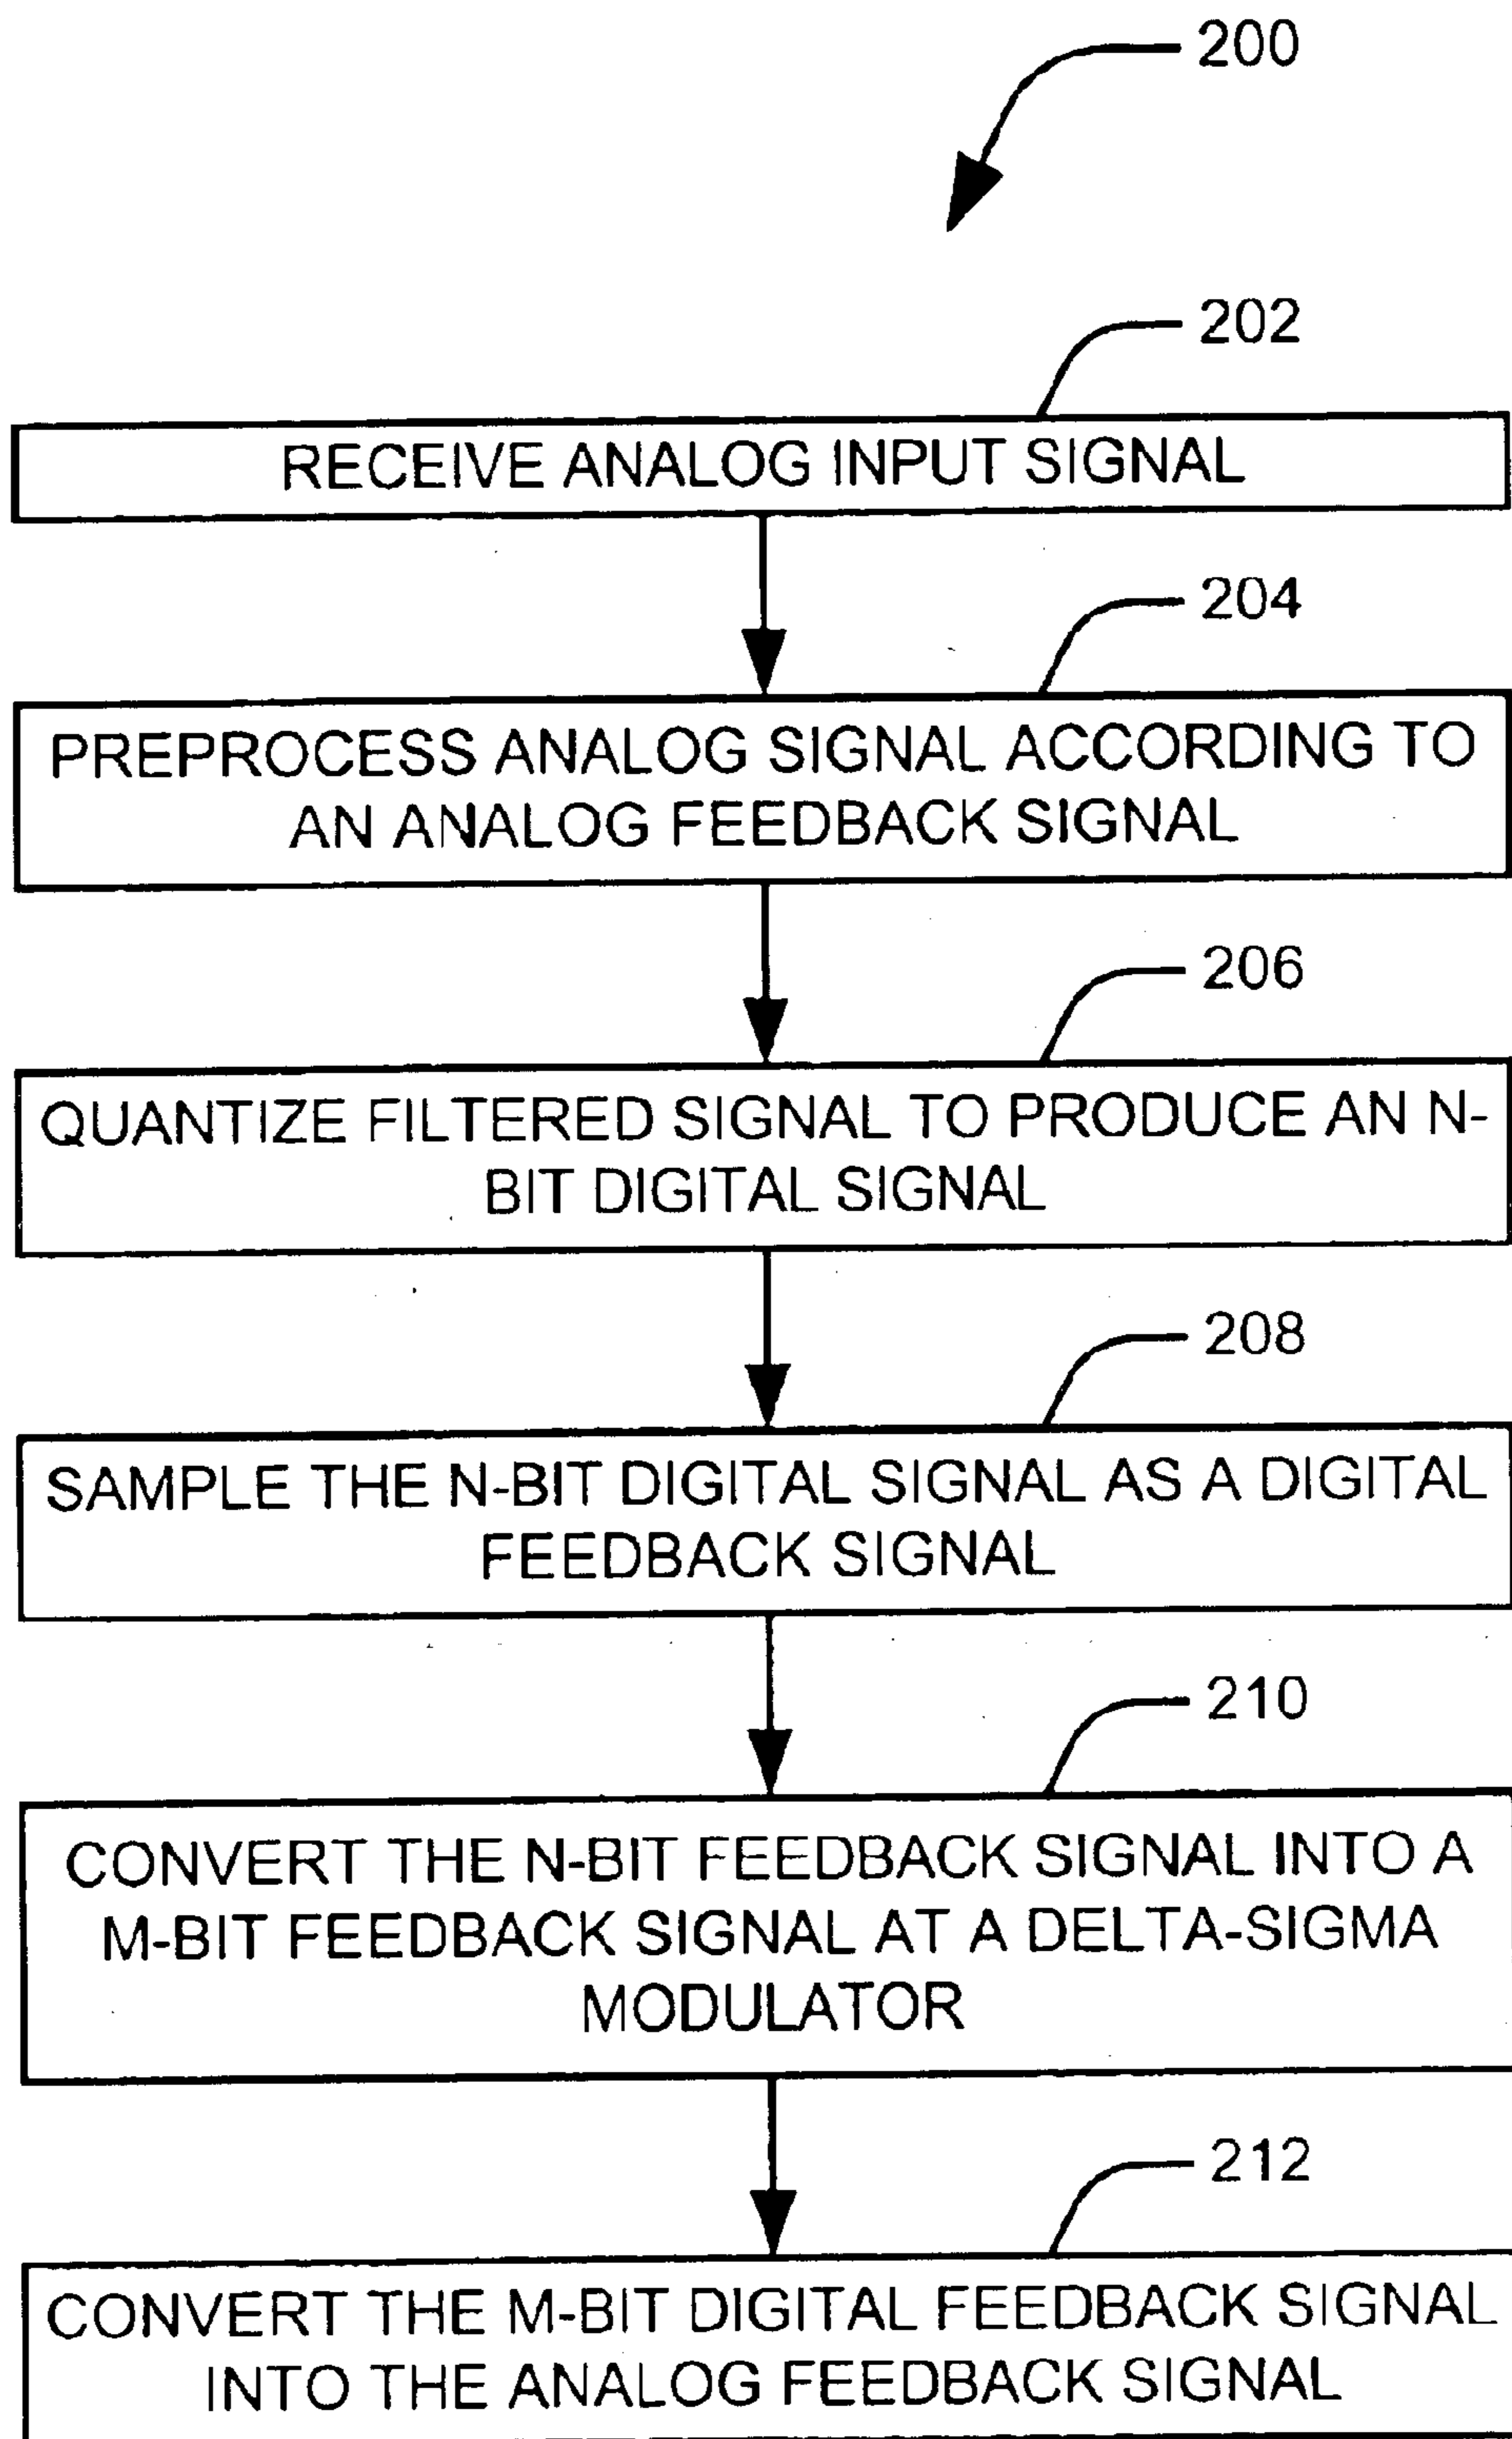 200
202
RECEIVE ANALOG INPUT SIGNAL
204
PREPROCESS ANALOG SIGNAL ACCORDING TO
AN ANALOG FEEDBACK SIGNAL
206
QUANTIZE FILTERED SIGNAL TO PRODUCE AN N-
BIT DIGITAL SIGNAL
208
SAMPLE THE N-BIT DIGITAL SIGNAL AS A DIGITAL
FEEDBACK SIGNAL
210
CONVERT THE N-BIT FEEDBACK SIGNAL INTO A
M-BIT FEEDBACK SIGNAL AT A DELTA-SIGMA
MODULATOR
212
CONVERT THE M-BIT DIGITAL FEEDBACK SIGNAL
INTO THE ANALOG FEEDBACK SIGNAL